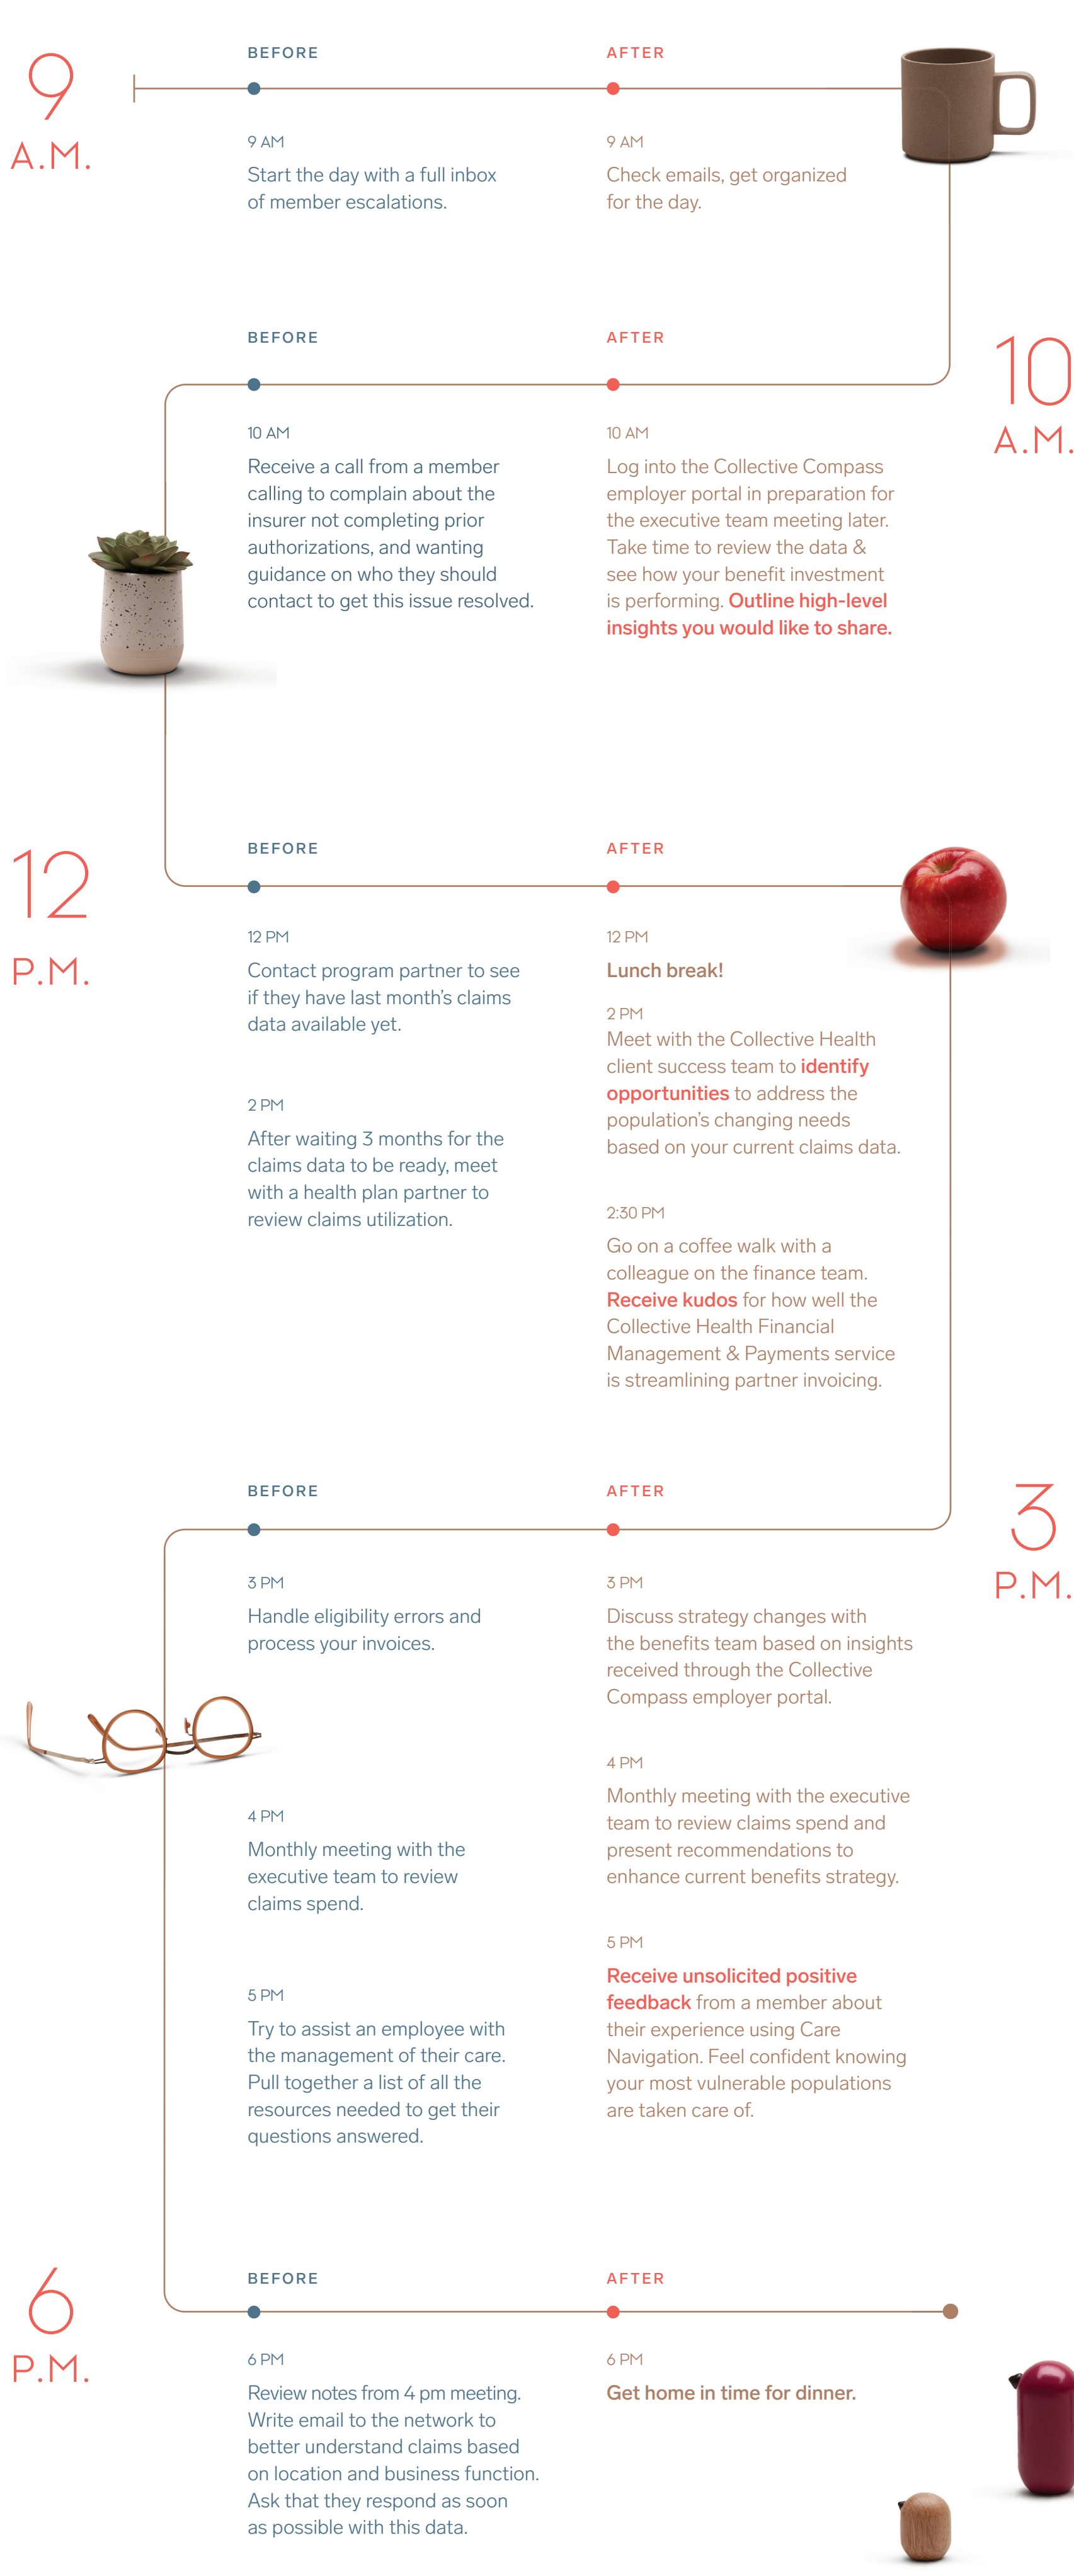 9
A.M.
BEFORE
9 AM
Start the day with a full inbox
of member escalations.
AFTER
9 AM
Check emails, get organized
for the day.
10
A.M.
BEFORE
10 AM
Receive a call from a member
calling to complain about the
insurer not completing prior
authorizations, and wanting
guidance on who they should
contact to get this issue resolved.
AFTER
10 AM
Log into the Collective Compass
employer portal in preparation for
the executive team meeting later.
Take time to review the data &
see how your benefit investment
is performing. Outline high-level
insights you would like to share.
12
P.M.
BEFORE
12 PM
Contact program partner to see
if they have last month's claims
data available yet.
2 PM
After waiting 3 months for the
claims data to be ready, meet
with a health plan partner to
review claims utilization.
AFTER
12 PM
Lunch break!
2 PM
Meet with the Collective Health
client success team to identify
opportunities to address the
population's changing needs
based on your current claims data.
2:30 PM
Go on a coffee walk with a
colleague on the finance team.
Receive kudos for how well the
Collective Health Financial
Management & Payments service
is streamlining partner invoicing.
3
P.M.
BEFORE
3 PM
Handle eligibility errors and
process your invoices.
4 PM
Monthly meeting with the
executive team to review
claims spend.
5 PM
Try to assist an employee with
the management of their care.
Pull together a list of all the
resources needed to get their
questions answered.
AFTER
3 PM
Discuss strategy changes with
the benefits team based on insights
received through the Collective
Compass employer portal.
4 PM
Monthly meeting with the executive
team to review claims spend and
present recommendations to
enhance current benefits strategy.
5 PM
Receive unsolicited positive
feedback from a member about
their experience using Care
Navigation. Feel confident knowing
your most vulnerable populations
are taken care of.
6
P.M.
BEFORE
6 PM
Review notes from 4 pm meeting.
Write email to the network to
better understand claims based
on location and business function.
Ask that they respond as soon
as possible with this data.
AFTER
6 PM
Get home in time for dinner.